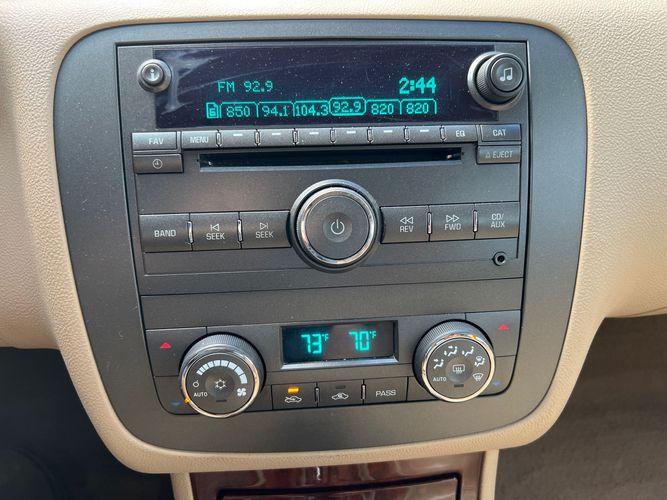 FM 92.9 2:44
850 94.1 104.3 92.9 820 820
FAV MENU EQ CAT
EJECT
BAND SEEK SEEK REV FWD CD/AUX
73°F 70°F
AUTO AUTO
PASS